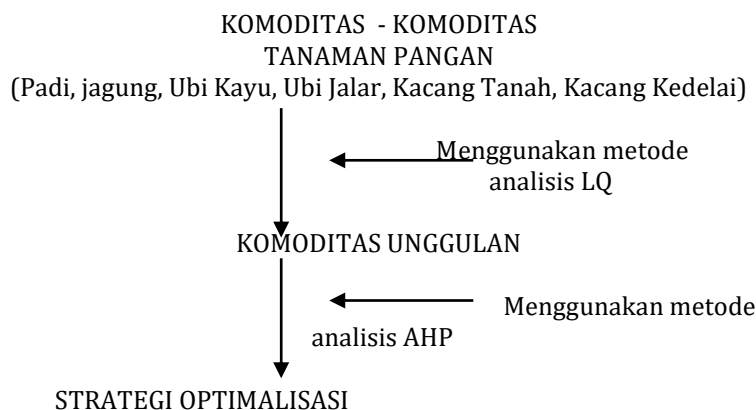 KOMODITAS - KOMODITAS
TANAMAN PANGAN
(Padi, jagung, Ubi Kayu, Ubi Jalar, Kacang Tanah, Kacang Kedelai)
Menggunakan metode
analisis LQ
KOMODITAS UNGGULAN
Menggunakan metode
analisis AHP
STRATEGI OPTIMALISASI